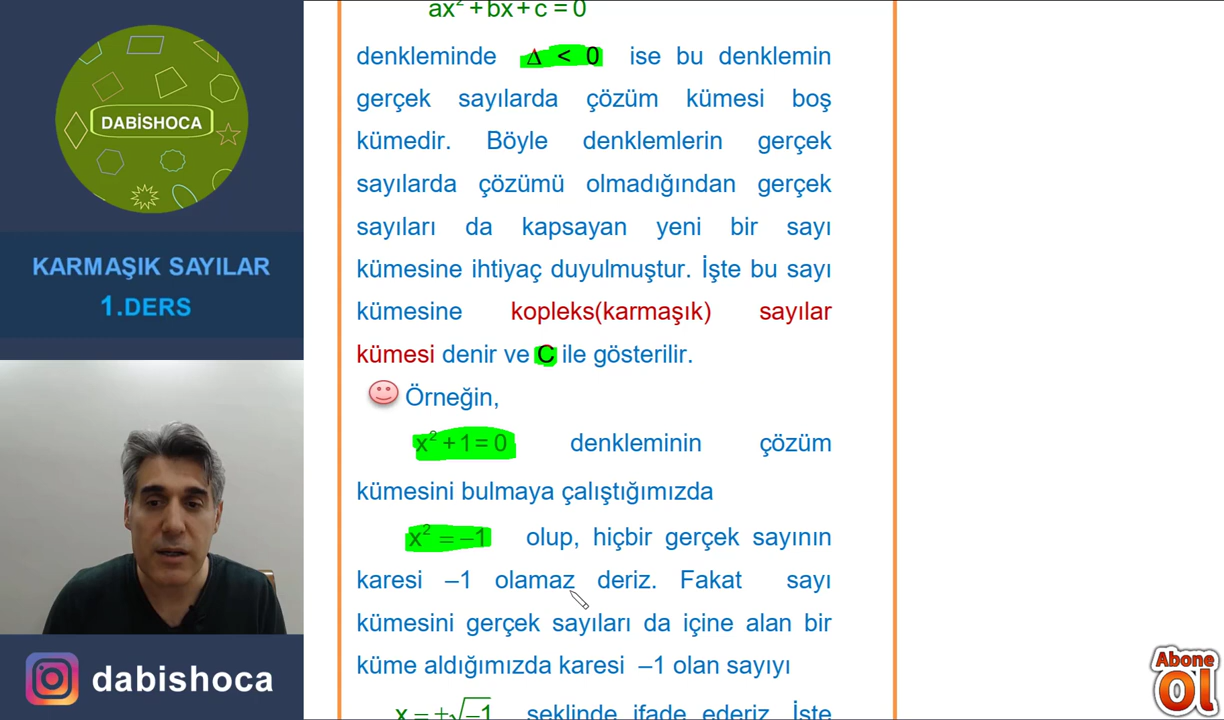 DABİSHOCA
KARMAŞIK SAYILAR
1.DERS
dabishoca
ax² + bx + c = 0
denkleminde Δ < 0 ise bu denklemin
gerçek sayılarda çözüm kümesi boş
kümedir. Böyle denklemlerin gerçek
sayılarda çözümü olmadığından gerçek
sayıları da kapsayan yeni bir sayı
kümesine ihtiyaç duyulmuştur. İşte bu sayı
kümesine kopleks(karmaşık) sayılar
kümesi denir ve C ile gösterilir.
Örneğin,
x² + 1 = 0 denkleminin çözüm
kümesini bulmaya çalıştığımızda
x² = –1 olup, hiçbir gerçek sayının
karesi –1 olamaz deriz. Fakat sayı
kümesini gerçek sayıları da içine alan bir
küme aldığımızda karesi –1 olan sayıyı
x = ±√–1 şeklinde ifade ederiz. İşte
Abone
Ol